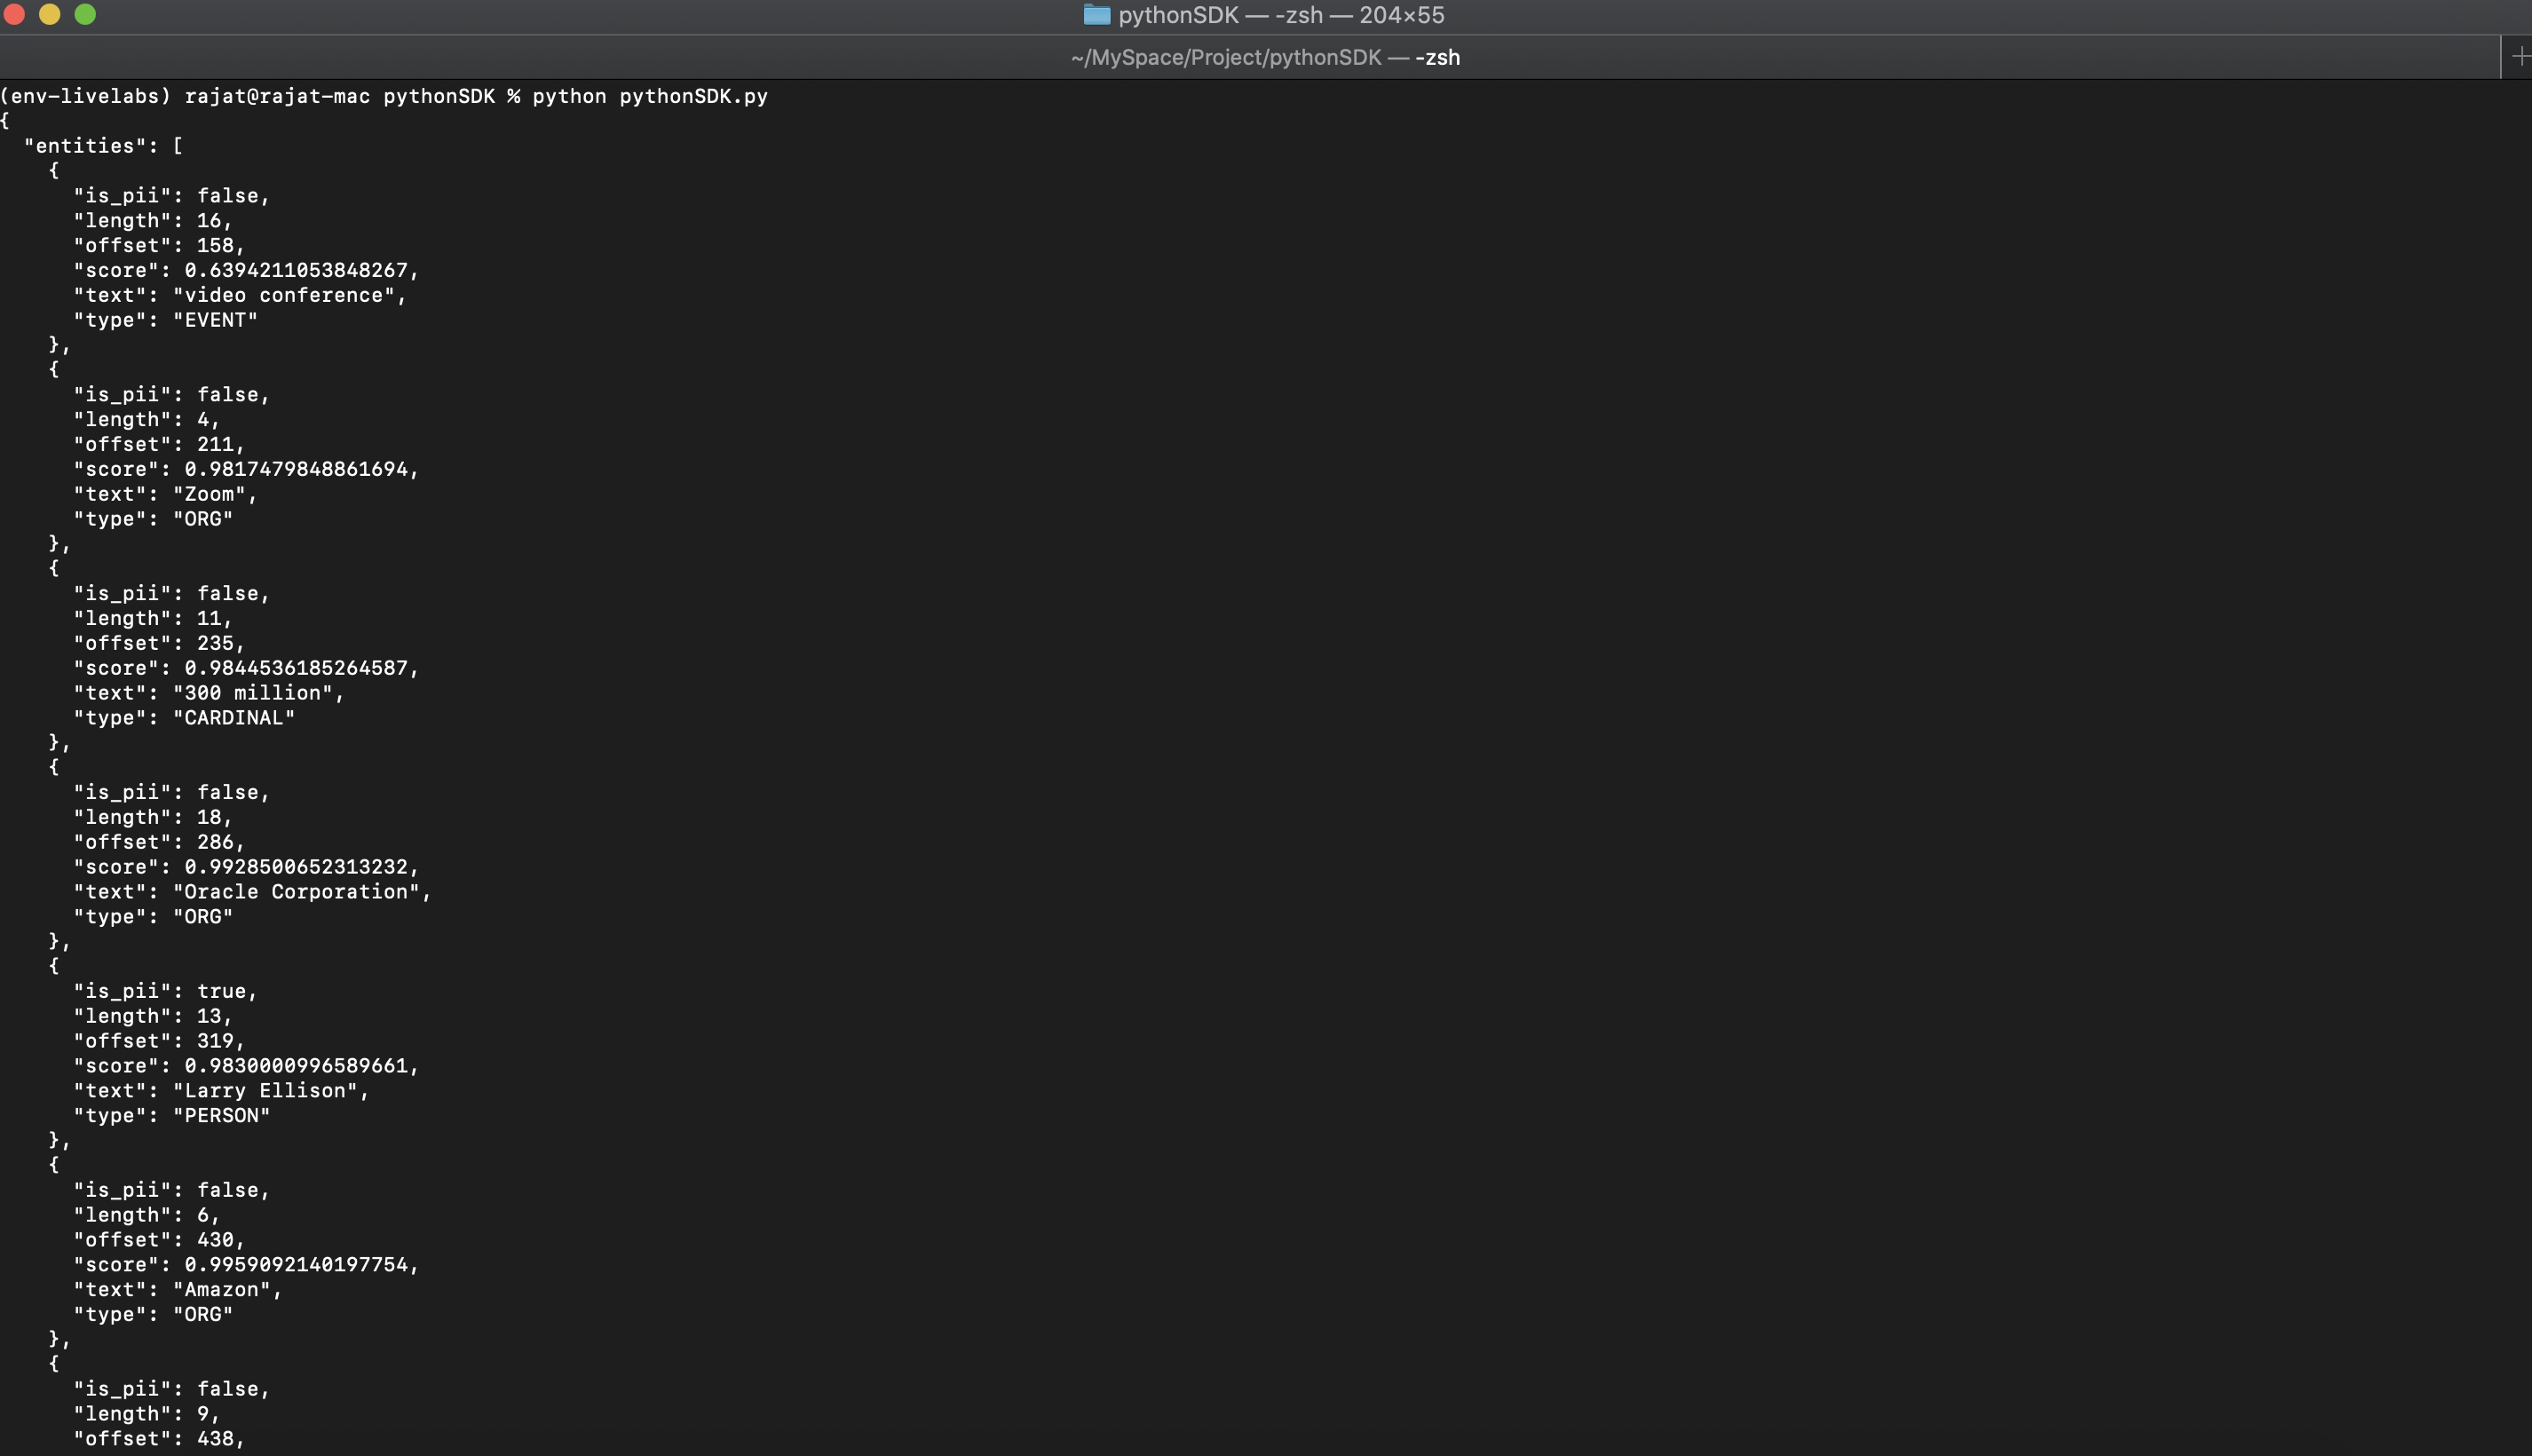 pythonSDK — -zsh — 204×55
~/MySpace/Project/pythonSDK — -zsh
(env-livelabs) rajat@rajat-mac pythonSDK % python pythonSDK.py
{
  "entities": [
    {
      "is_pii": false,
      "length": 16,
      "offset": 158,
      "score": 0.6394211053848267,
      "text": "video conference",
      "type": "EVENT"
    },
    {
      "is_pii": false,
      "length": 4,
      "offset": 211,
      "score": 0.9817479848861694,
      "text": "Zoom",
      "type": "ORG"
    },
    {
      "is_pii": false,
      "length": 11,
      "offset": 235,
      "score": 0.9844536185264587,
      "text": "300 million",
      "type": "CARDINAL"
    },
    {
      "is_pii": false,
      "length": 18,
      "offset": 286,
      "score": 0.9928500652313232,
      "text": "Oracle Corporation",
      "type": "ORG"
    },
    {
      "is_pii": true,
      "length": 13,
      "offset": 319,
      "score": 0.9830000996589661,
      "text": "Larry Ellison",
      "type": "PERSON"
    },
    {
      "is_pii": false,
      "length": 6,
      "offset": 430,
      "score": 0.9959092140197754,
      "text": "Amazon",
      "type": "ORG"
    },
    {
      "is_pii": false,
      "length": 9,
      "offset": 438,